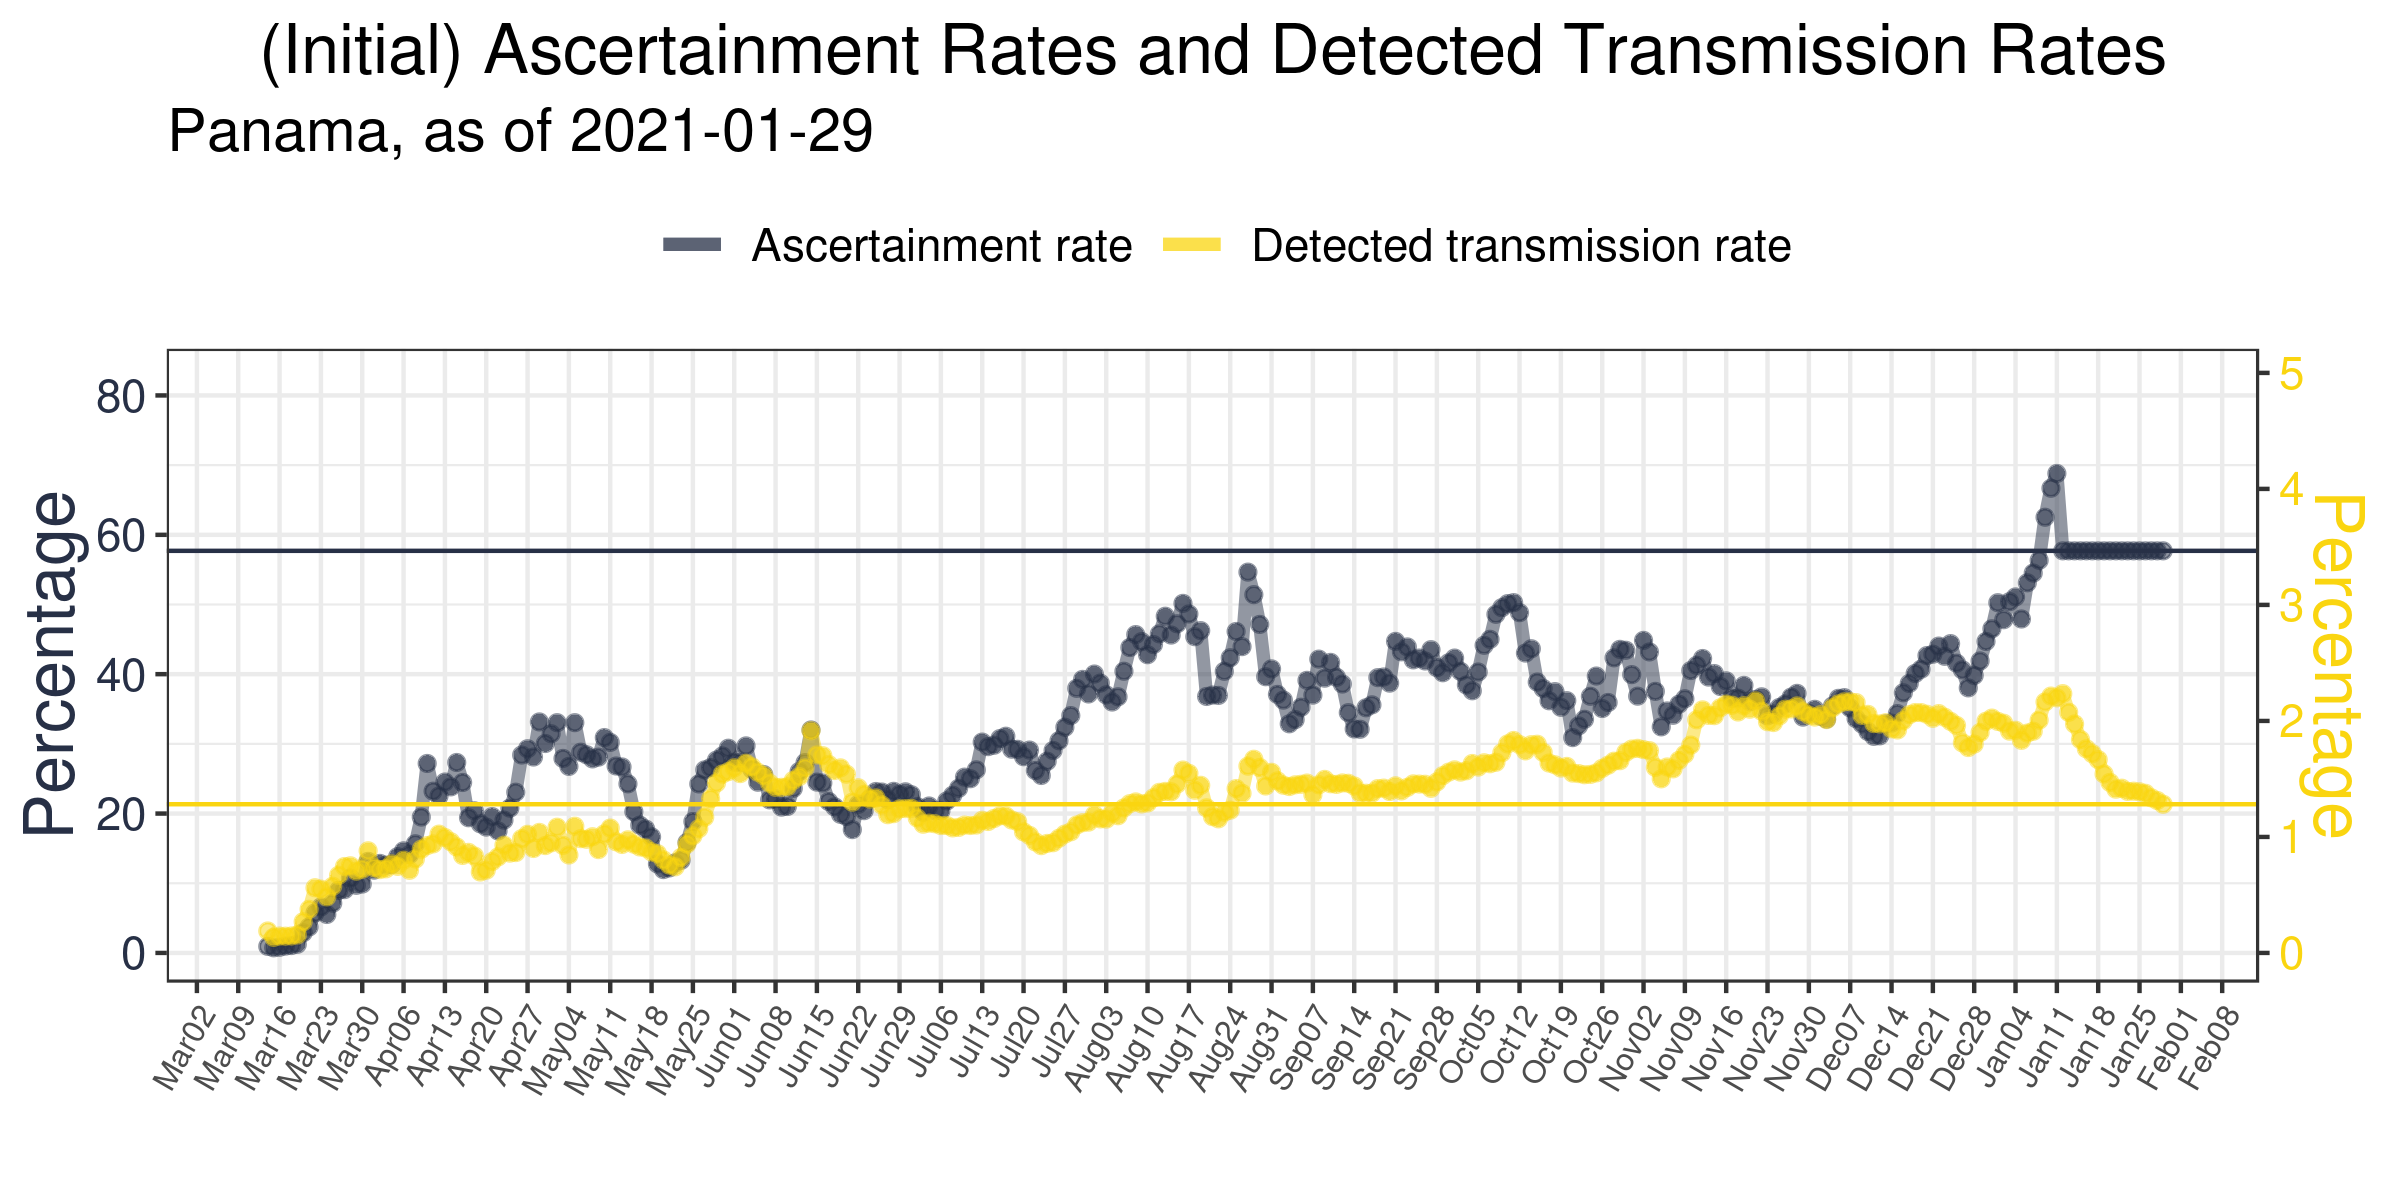 (Initial) Ascertainment Rates and Detected Transmission Rates
Panama, as of 2021-01-29
Ascertainment rate
Detected transmission rate
Percentage
80
60
40
20
0
5
4
3
2
1
0
Percentage
Mar02
Mar09
Mar16
Mar23
Mar30
Apr06
Apr13
Apr20
Apr27
May04
May11
May18
May25
Jun01
Jun08
Jun15
Jun22
Jun29
Jul06
Jul13
Jul20
Jul27
Aug03
Aug10
Aug17
Aug24
Aug31
Sep07
Sep14
Sep21
Sep28
Oct05
Oct12
Oct19
Oct26
Nov02
Nov09
Nov16
Nov23
Nov30
Dec07
Dec14
Dec21
Dec28
Jan04
Jan11
Jan18
Jan25
Feb01
Feb08